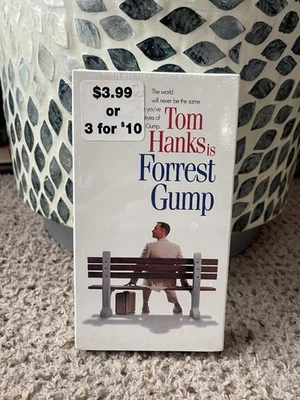 $3.99
or
3 for $10
The world
will never be the same
you've
eyes of
Gump.
Tom
Hanks is
Forrest
Gump